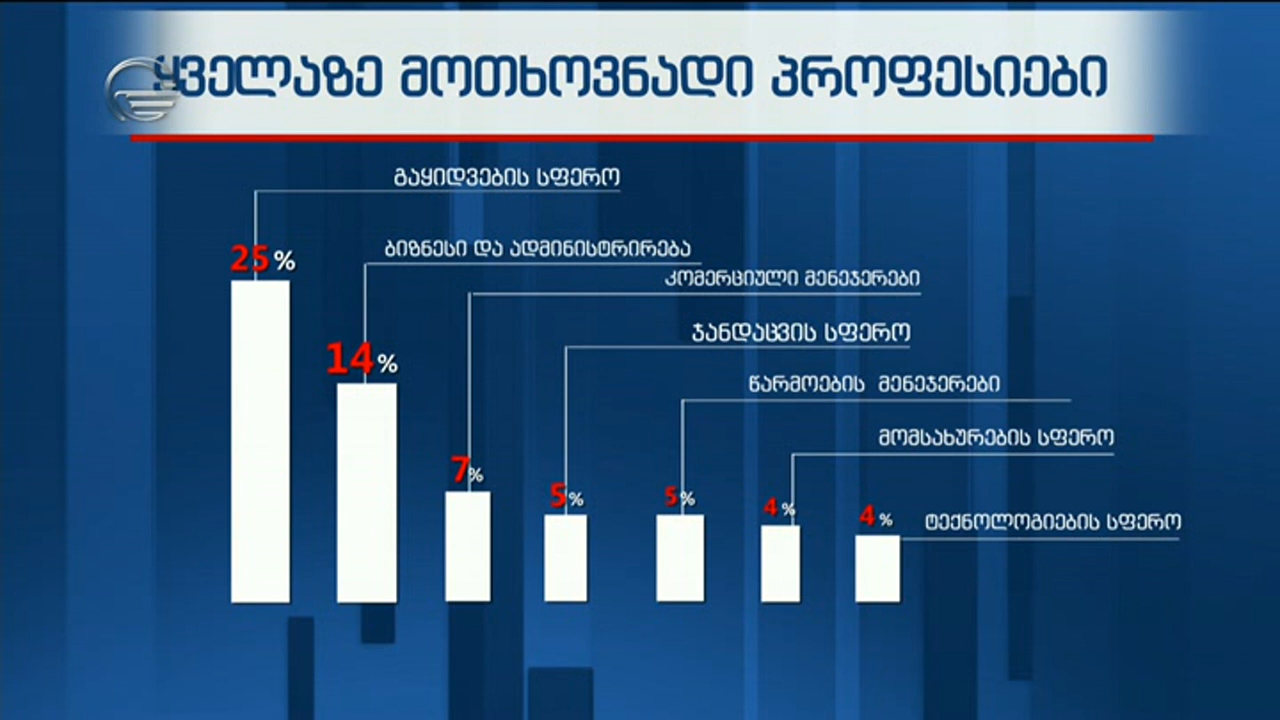 ყველაზე მოთხოვნადი პროფესიები
გაყიდვების სფერო
25 %
ბიზნესი და ადმინისტრირება
14 %
კომერციული მენეჯერები
7 %
ჯანდაცვის სფერო
5 %
წარმოების მენეჯერები
5 %
მომსახურების სფერო
4 %
ტექნოლოგიების სფერო
4 %